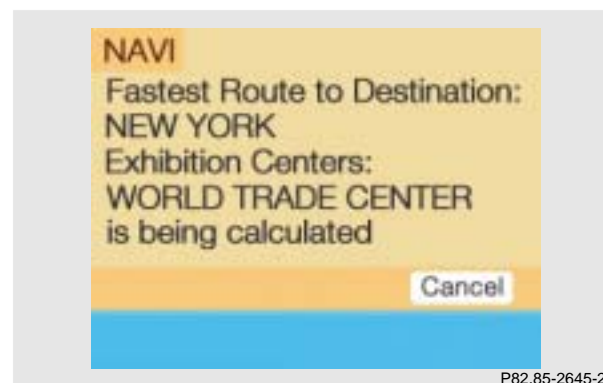 NAVI
Fastest Route to Destination:
NEW YORK
Exhibition Centers:
WORLD TRADE CENTER
is being calculated
Cancel
P82.85-2645-2